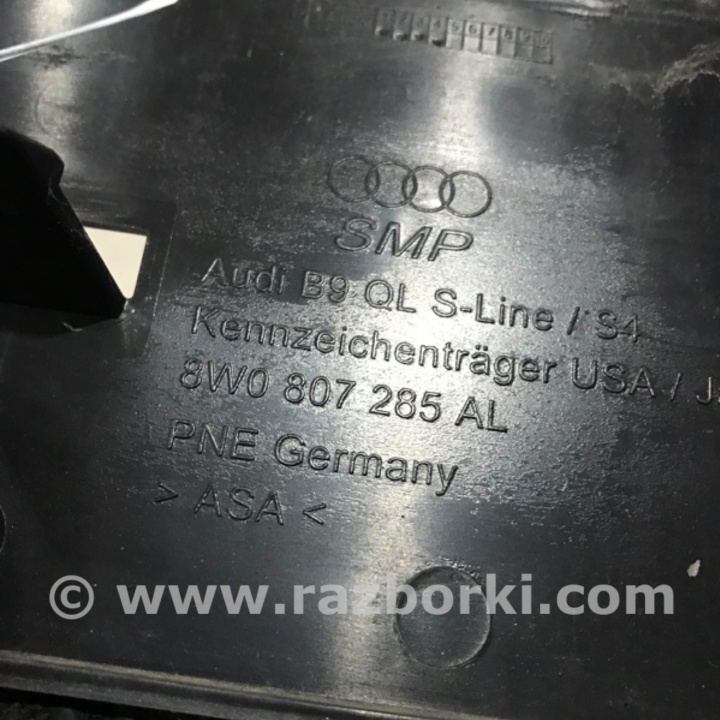 SMP
Audi B9 QL S-Line / S4
Kennzeichenträger USA /
8W0 807 285 AL
PNE Germany
> ASA <
© www.razborki.com